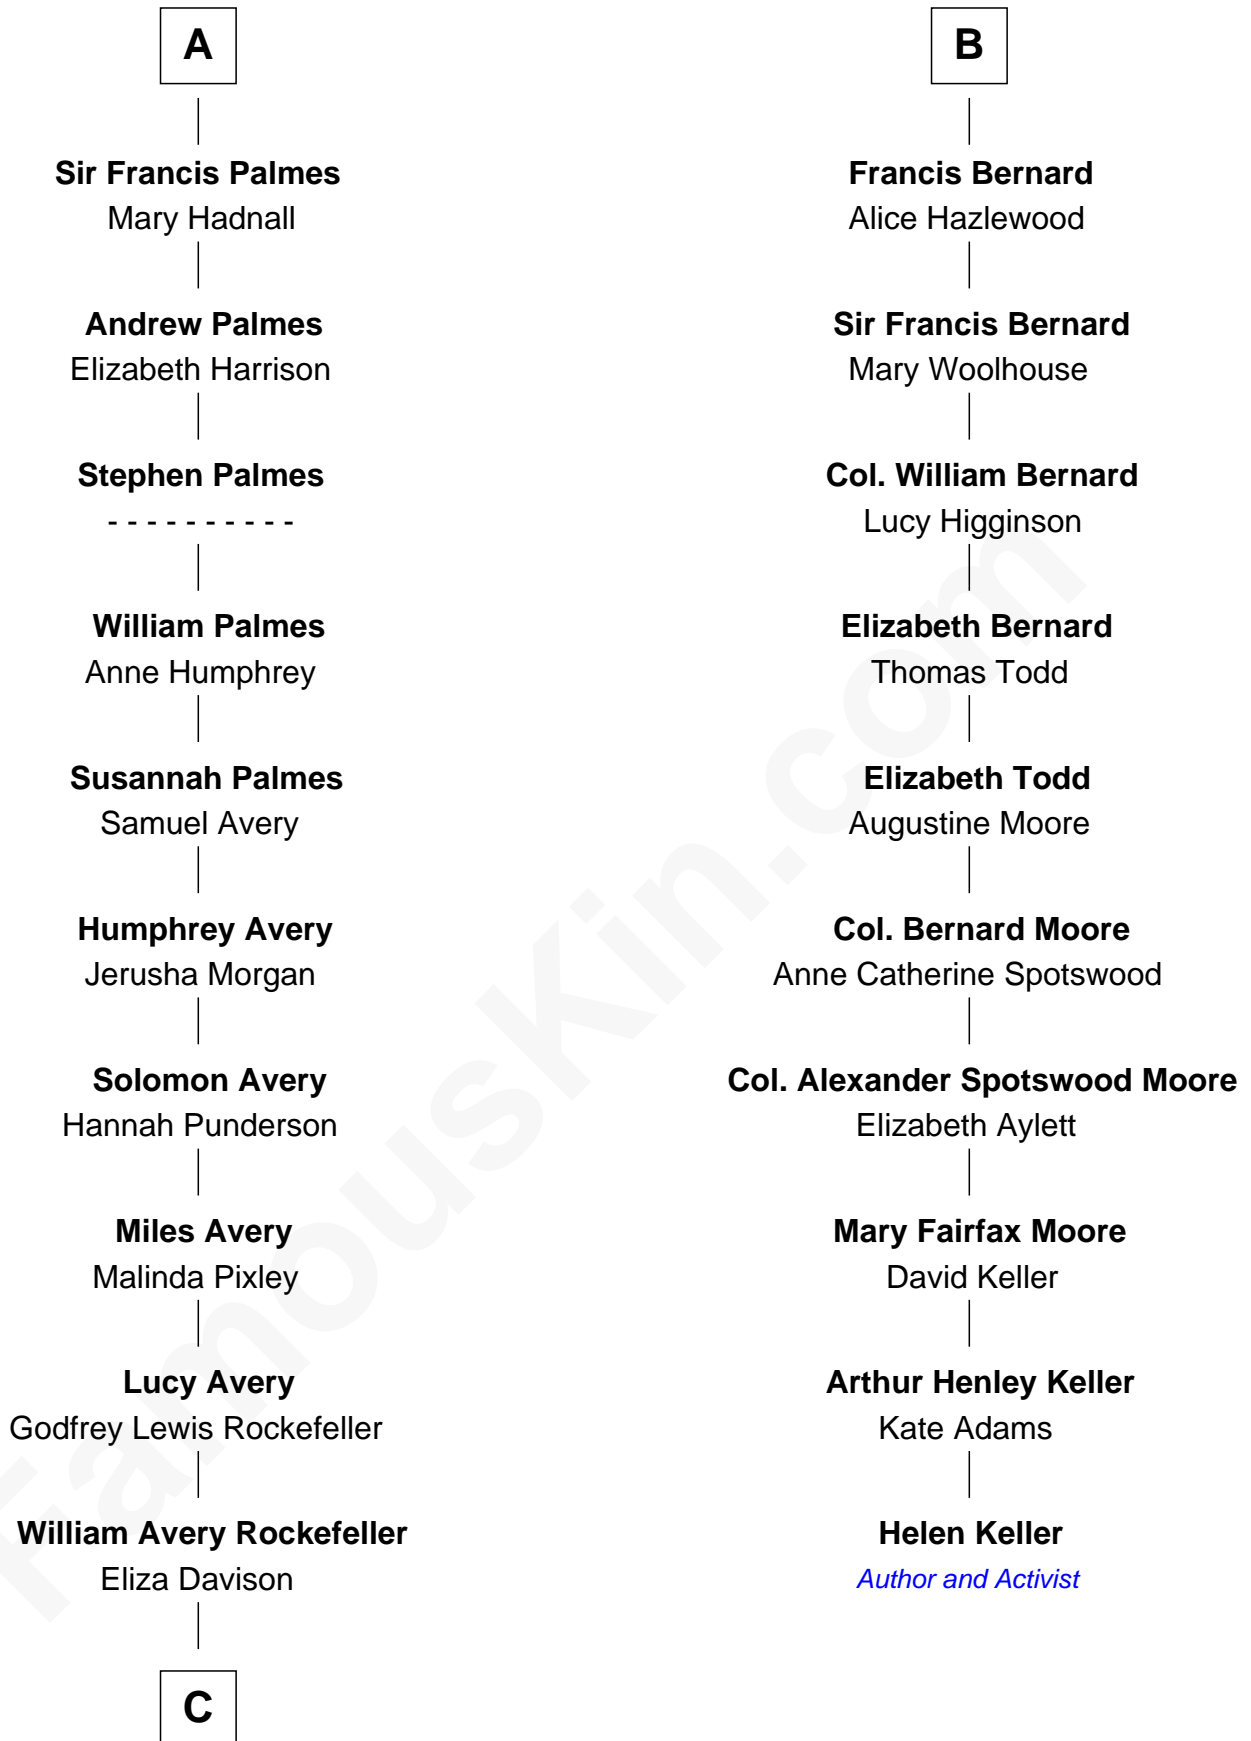 A
Sir Francis Palmes
Mary Hadnall
Andrew Palmes
Elizabeth Harrison
Stephen Palmes
- - - - - - - - - -
William Palmes
Anne Humphrey
Susannah Palmes
Samuel Avery
Humphrey Avery
Jerusha Morgan
Solomon Avery
Hannah Punderson
Miles Avery
Malinda Pixley
Lucy Avery
Godfrey Lewis Rockefeller
William Avery Rockefeller
Eliza Davison
C
B
Francis Bernard
Alice Hazlewood
Sir Francis Bernard
Mary Woolhouse
Col. William Bernard
Lucy Higginson
Elizabeth Bernard
Thomas Todd
Elizabeth Todd
Augustine Moore
Col. Bernard Moore
Anne Catherine Spotswood
Col. Alexander Spotswood Moore
Elizabeth Aylett
Mary Fairfax Moore
David Keller
Arthur Henley Keller
Kate Adams
Helen Keller
Author and Activist
FamousKin.com